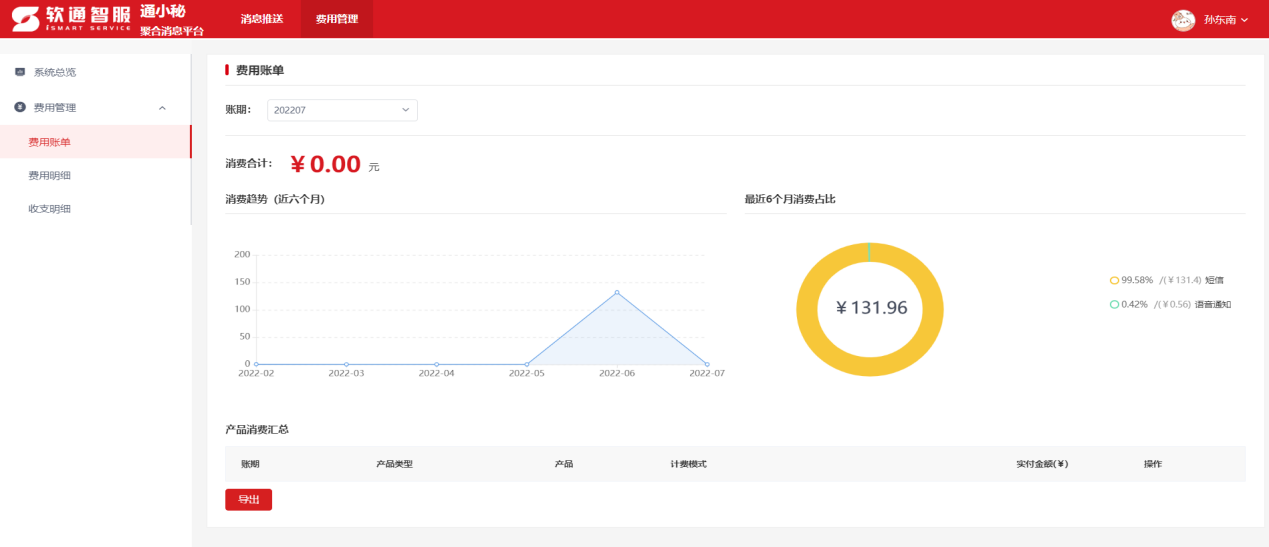 软通智服 通小秘
ISMART SERVICE 聚合消息平台
消息推送 费用管理
孙东南
系统总览
费用管理
费用账单
费用明细
收支明细
费用账单
账期： 202207
消费合计： ¥ 0.00 元
消费趋势（近六个月)
200
150
100
50
0
2022-02 2022-03 2022-04 2022-05 2022-06 2022-07
最近6个月消费占比
¥ 131.96
99.58% /(¥131.4) 短信
0.42% /(¥0.56) 语音通知
产品消费汇总
账期 产品类型 产品 计费模式 实付金额(¥) 操作
导出